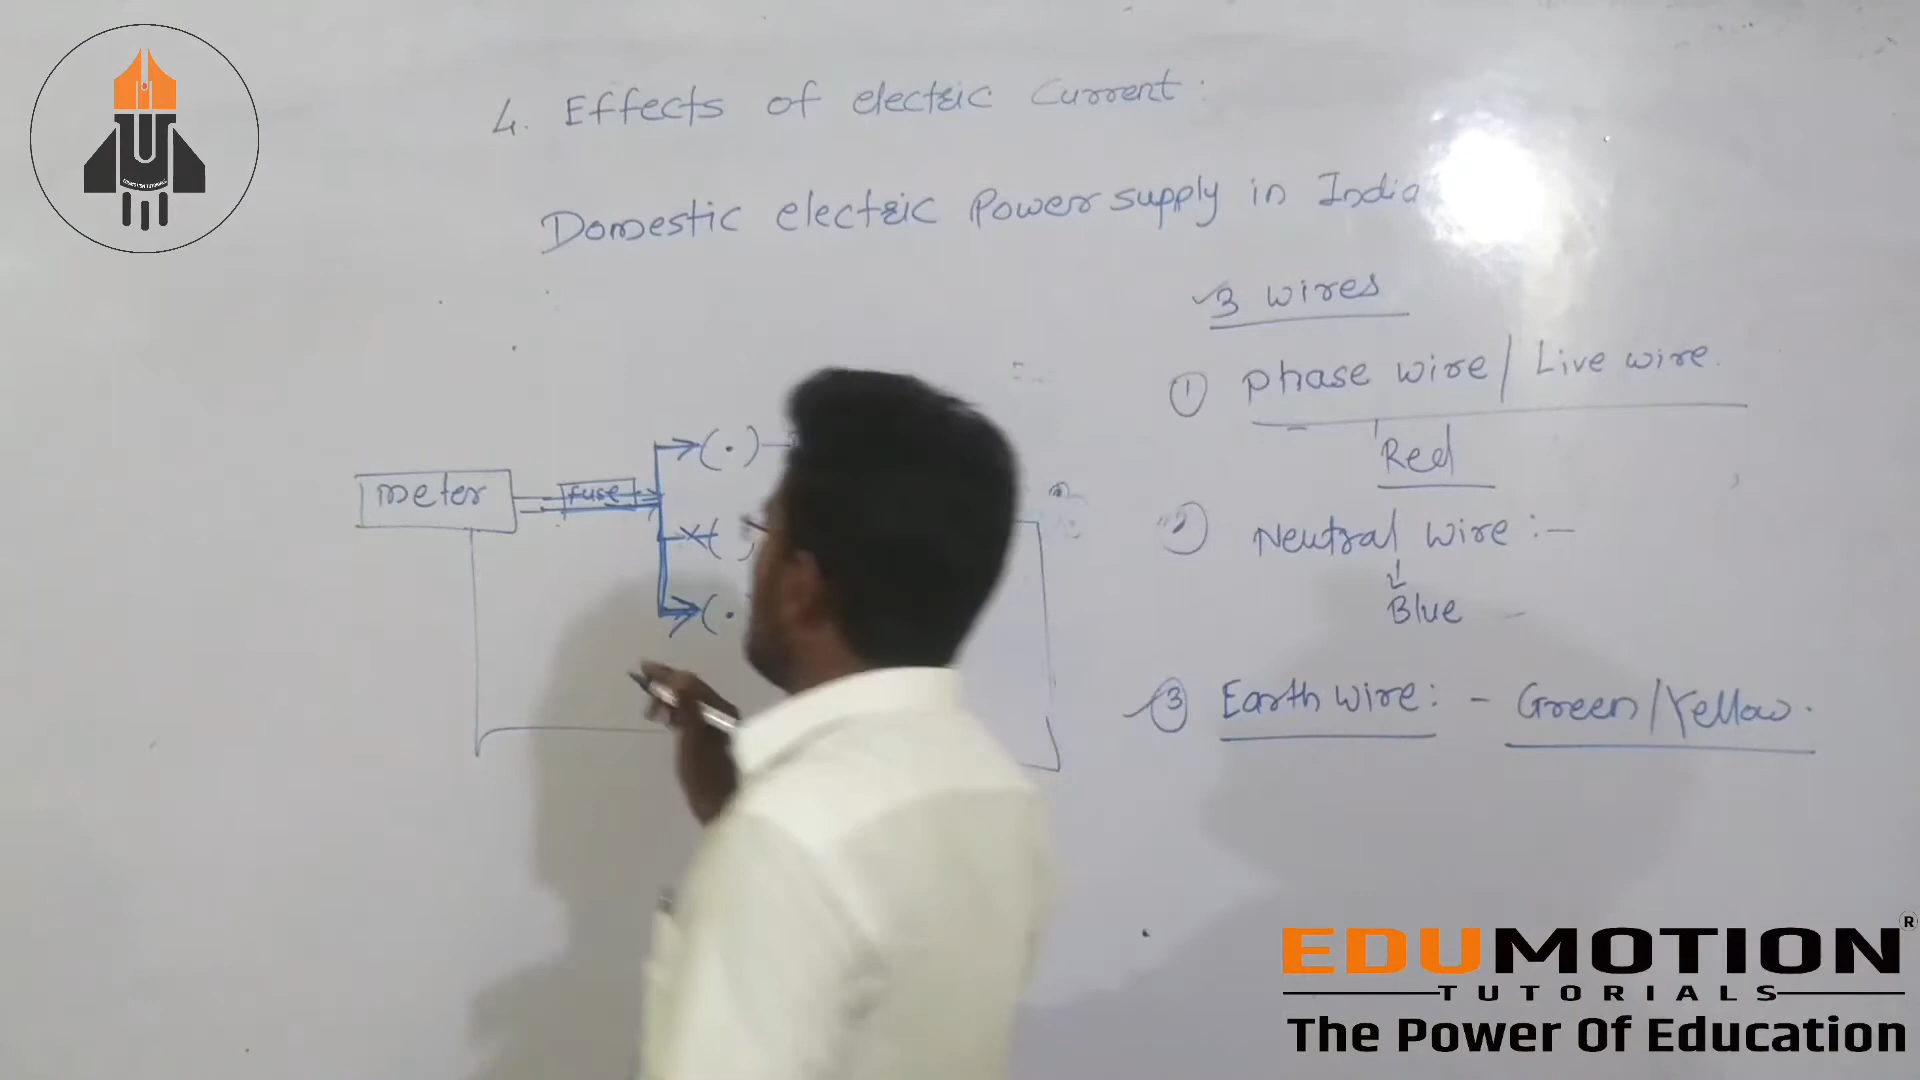 4. Effects of electric Current:
Domestic electric Power supply in India
3 wires
① Phase wire / Live wire.
Red
② Neutral wire :-
Blue
③ Earth wire: - Green/Yellow.
meter
fuse
EDUMOTION®
TUTORIALS
The Power Of Education